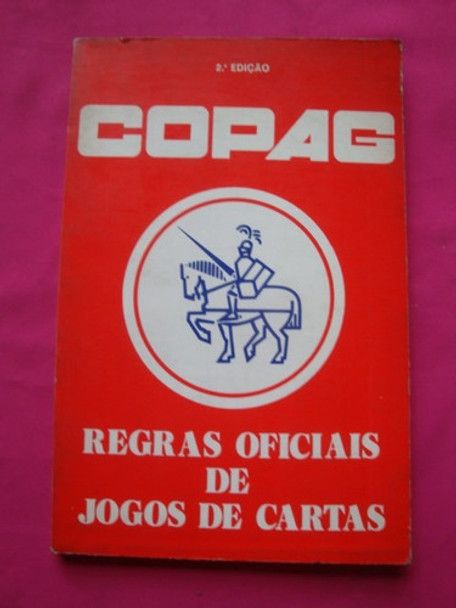 2.ª EDIÇÃO
COPAG
REGRAS OFICIAIS
DE
JOGOS DE CARTAS